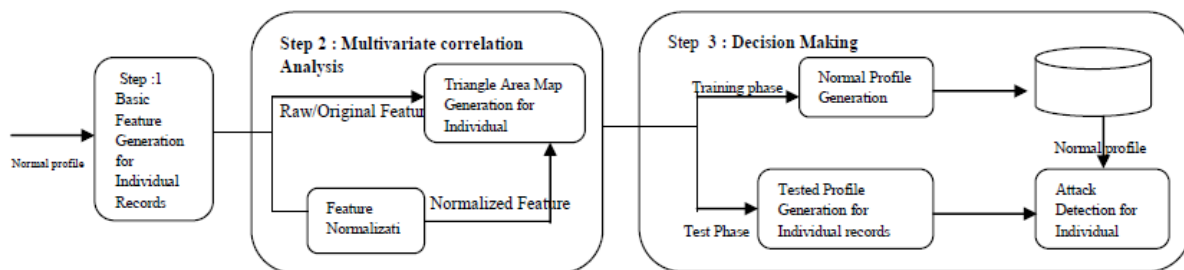 Normal profile
Step :1
Basic
Feature
Generation
for
Individual
Records
Step 2 : Multivariate correlation
Analysis
Raw/Original Featur
Triangle Area Map
Generation for
Individual
Feature
Normalizati
Normalized Feature
Step 3 : Decision Making
Training phase
Normal Profile
Generation
Normal profile
Test Phase
Tested Profile
Generation for
Individual records
Attack
Detection for
Individual